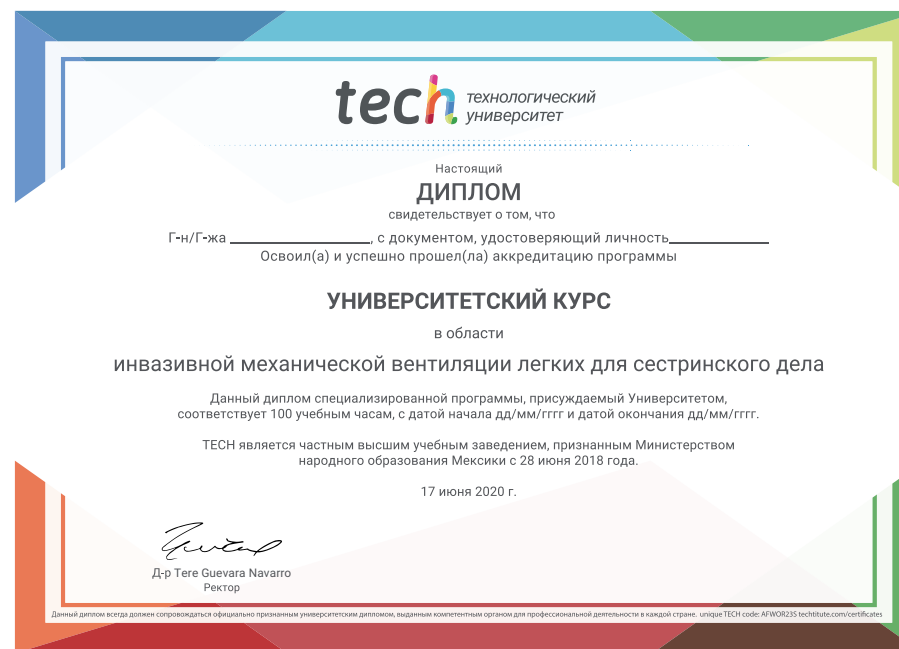 tech технологический
университет
Настоящий
ДИПЛОМ
свидетельствует о том, что
Г-н/Г-жа ____________________, с документом, удостоверяющий личность______________
Освоил(а) и успешно прошел(ла) аккредитацию программы
УНИВЕРСИТЕТСКИЙ КУРС
в области
инвазивной механической вентиляции легких для сестринского дела
Данный диплом специализированной программы, присуждаемый Университетом,
соответствует 100 учебным часам, с датой начала дд/мм/гггг и датой окончания дд/мм/гггг.
TECH является частным высшим учебным заведением, признанным Министерством
народного образования Мексики с 28 июня 2018 года.
17 июня 2020 г.
Д-р Tere Guevara Navarro
Ректор
Данный диплом всегда должен сопровождаться официально признанным университетским дипломом, выданным компетентным органом для профессиональной деятельности в каждой стране. unique TECH code: AFWOR23S techtitute.com/certificates